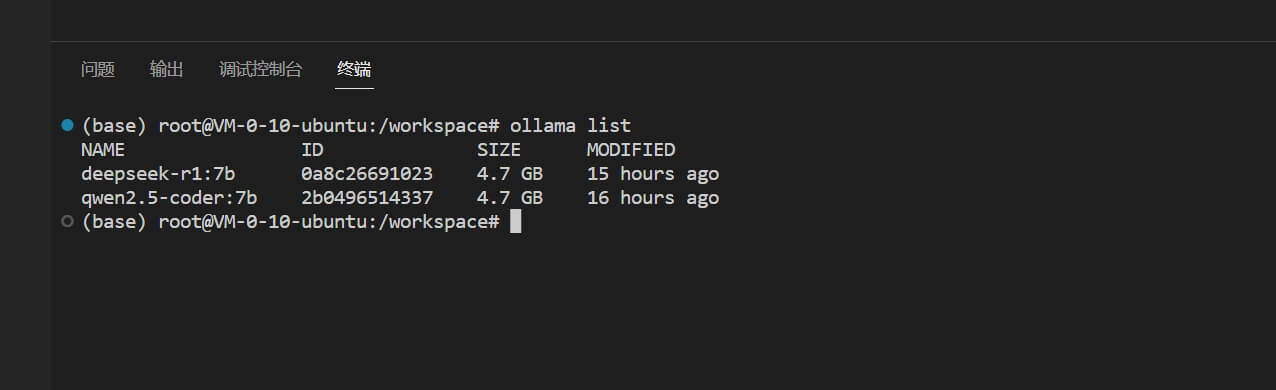 问题 输出 调试控制台 终端
(base) root@VM-0-10-ubuntu:/workspace# ollama list
NAME ID SIZE MODIFIED
deepseek-r1:7b 0a8c26691023 4.7 GB 15 hours ago
qwen2.5-coder:7b 2b0496514337 4.7 GB 16 hours ago
(base) root@VM-0-10-ubuntu:/workspace#